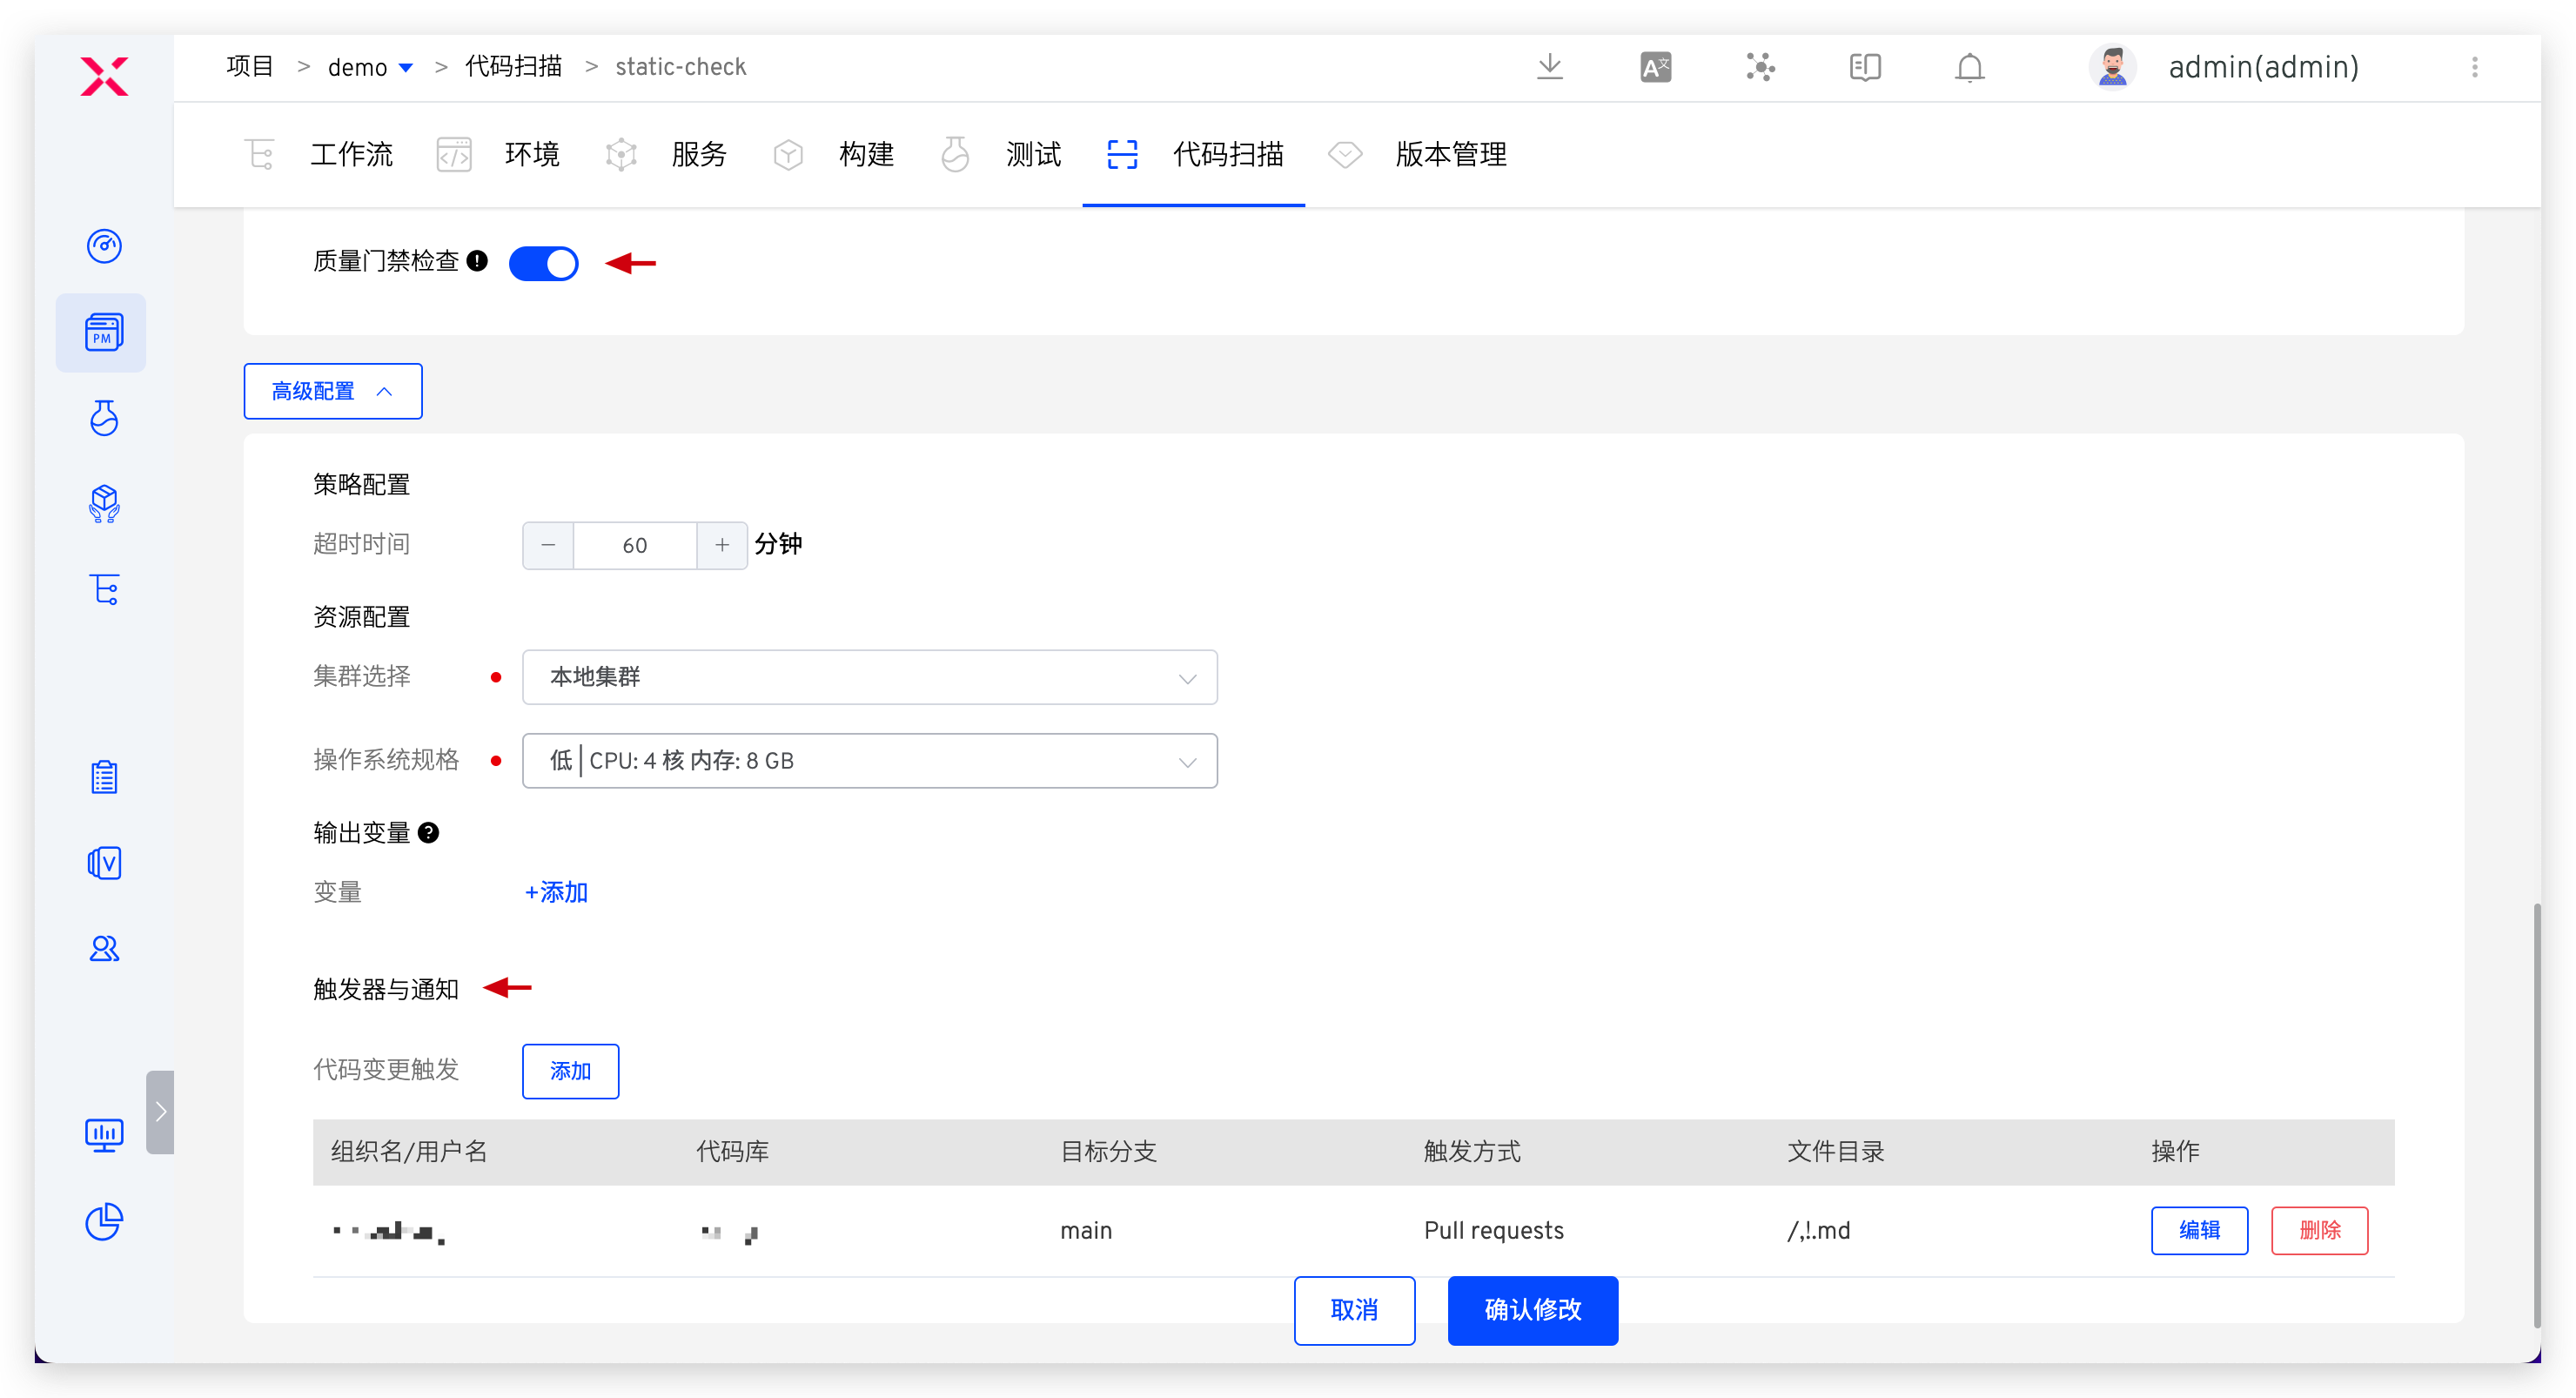 项目 > demo > 代码扫描 > static-check
admin(admin)
工作流 环境 服务 构建 测试 代码扫描 版本管理
质量门禁检查
PM
高级配置
策略配置
超时时间 60 分钟
资源配置
集群选择 本地集群
操作系统规格 低 | CPU: 4 核 内存: 8 GB
输出变量
变量 +添加
触发器与通知
代码变更触发 添加
组织名/用户名 代码库 目标分支 触发方式 文件目录 操作
main Pull requests /,!.md 编辑 删除
取消 确认修改